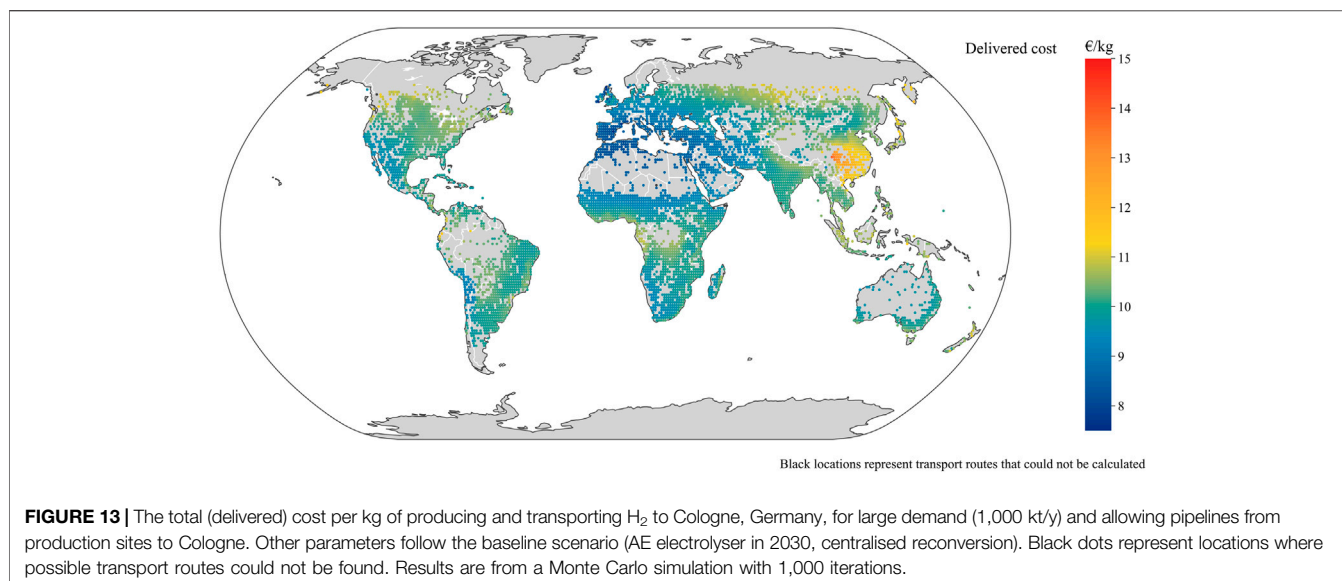 Delivered cost
€/kg
15
14
13
12
11
10
9
8
Black locations represent transport routes that could not be calculated
FIGURE 13 | The total (delivered) cost per kg of producing and transporting H₂ to Cologne, Germany, for large demand (1,000 kt/y) and allowing pipelines from
production sites to Cologne. Other parameters follow the baseline scenario (AE electrolyser in 2030, centralised reconversion). Black dots represent locations where
possible transport routes could not be found. Results are from a Monte Carlo simulation with 1,000 iterations.